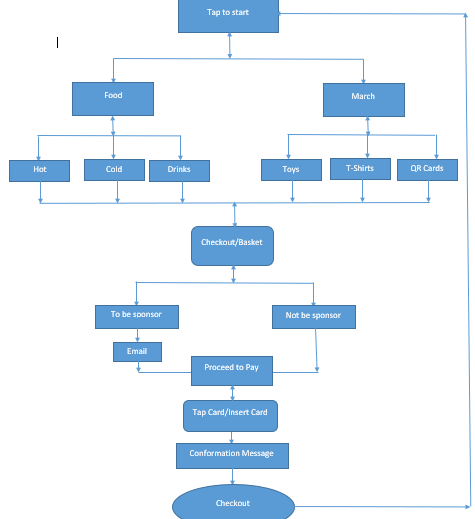 Tap to start
Food
March
Hot
Cold
Drinks
Toys
T-Shirts
QR Cards
Checkout/Basket
To be sponsor
Not be sponsor
Email
Proceed to Pay
Tap Card/Insert Card
Conformation Message
Checkout